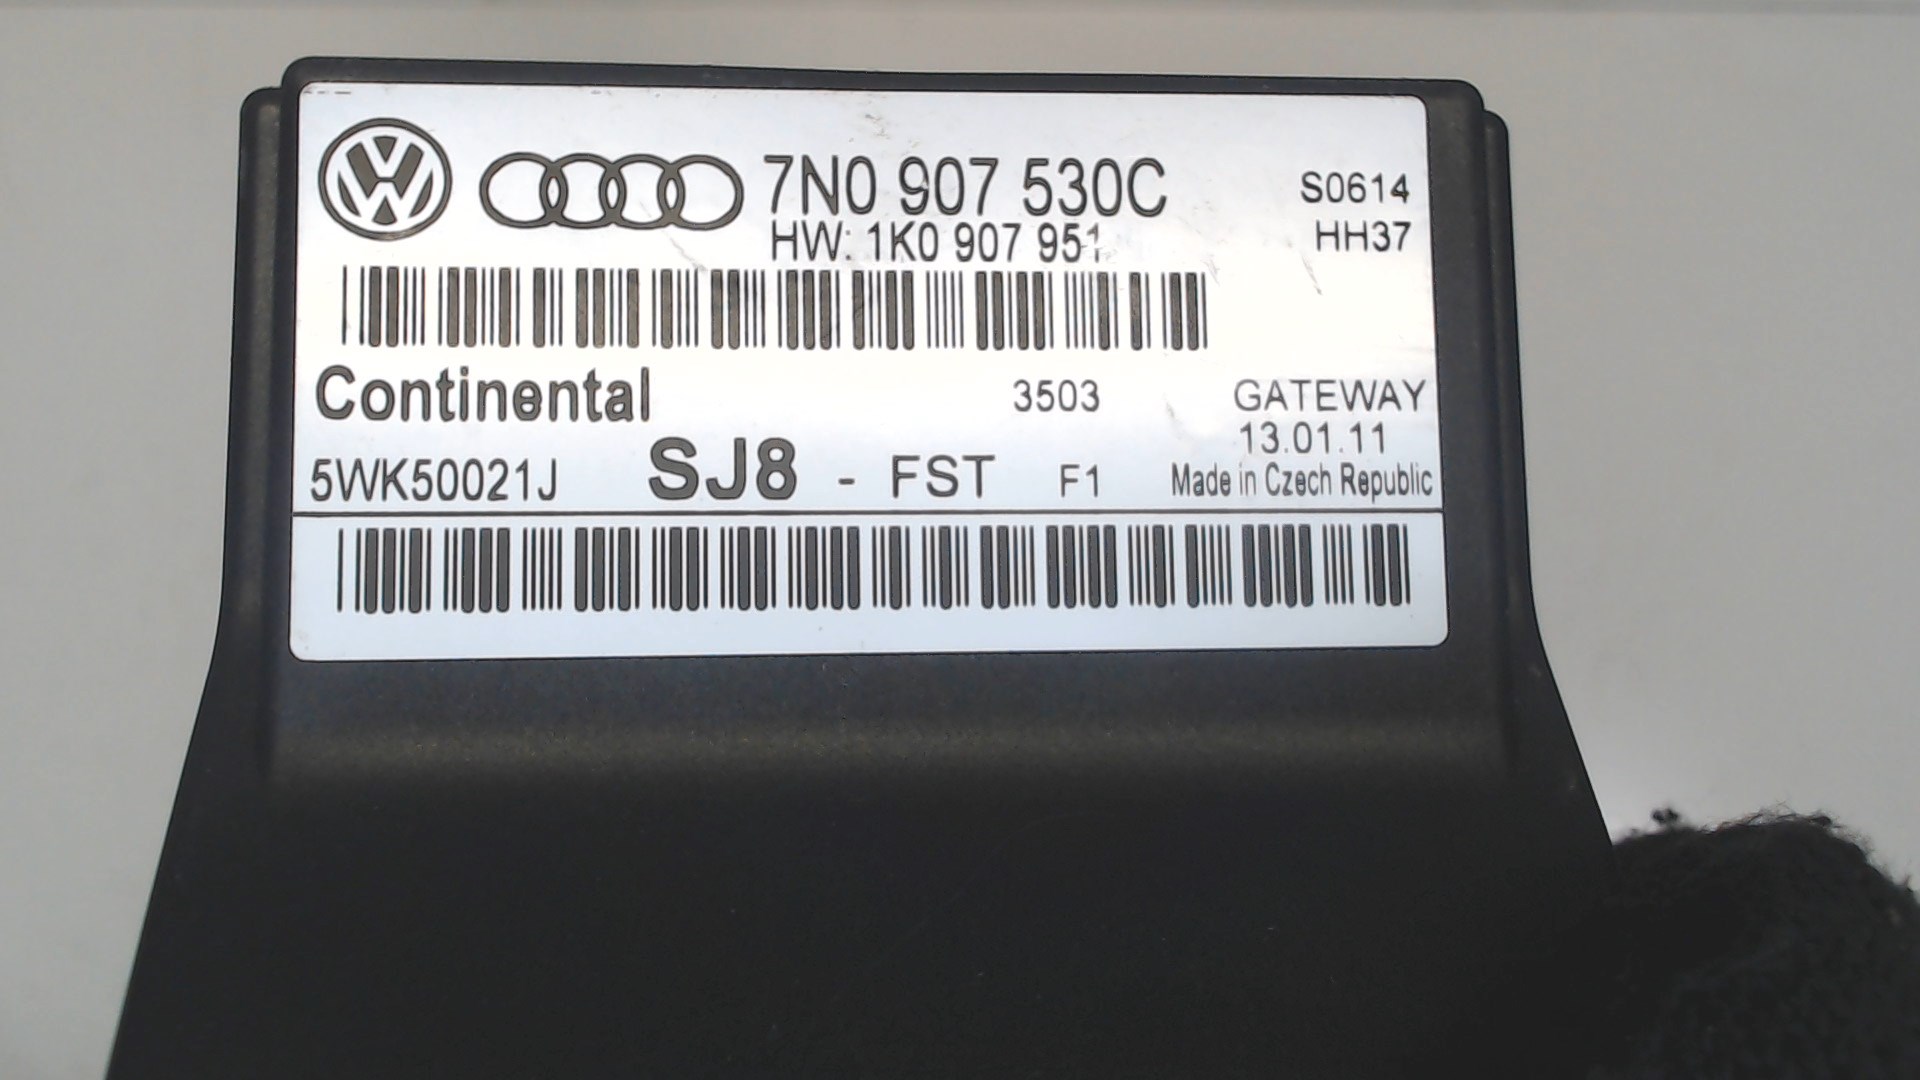 7N0 907 530C S0614
HW: 1K0 907 951 HH37
Continental 3503 GATEWAY
13.01.11
5WK50021J SJ8 - FST F1 Made in Czech Republic